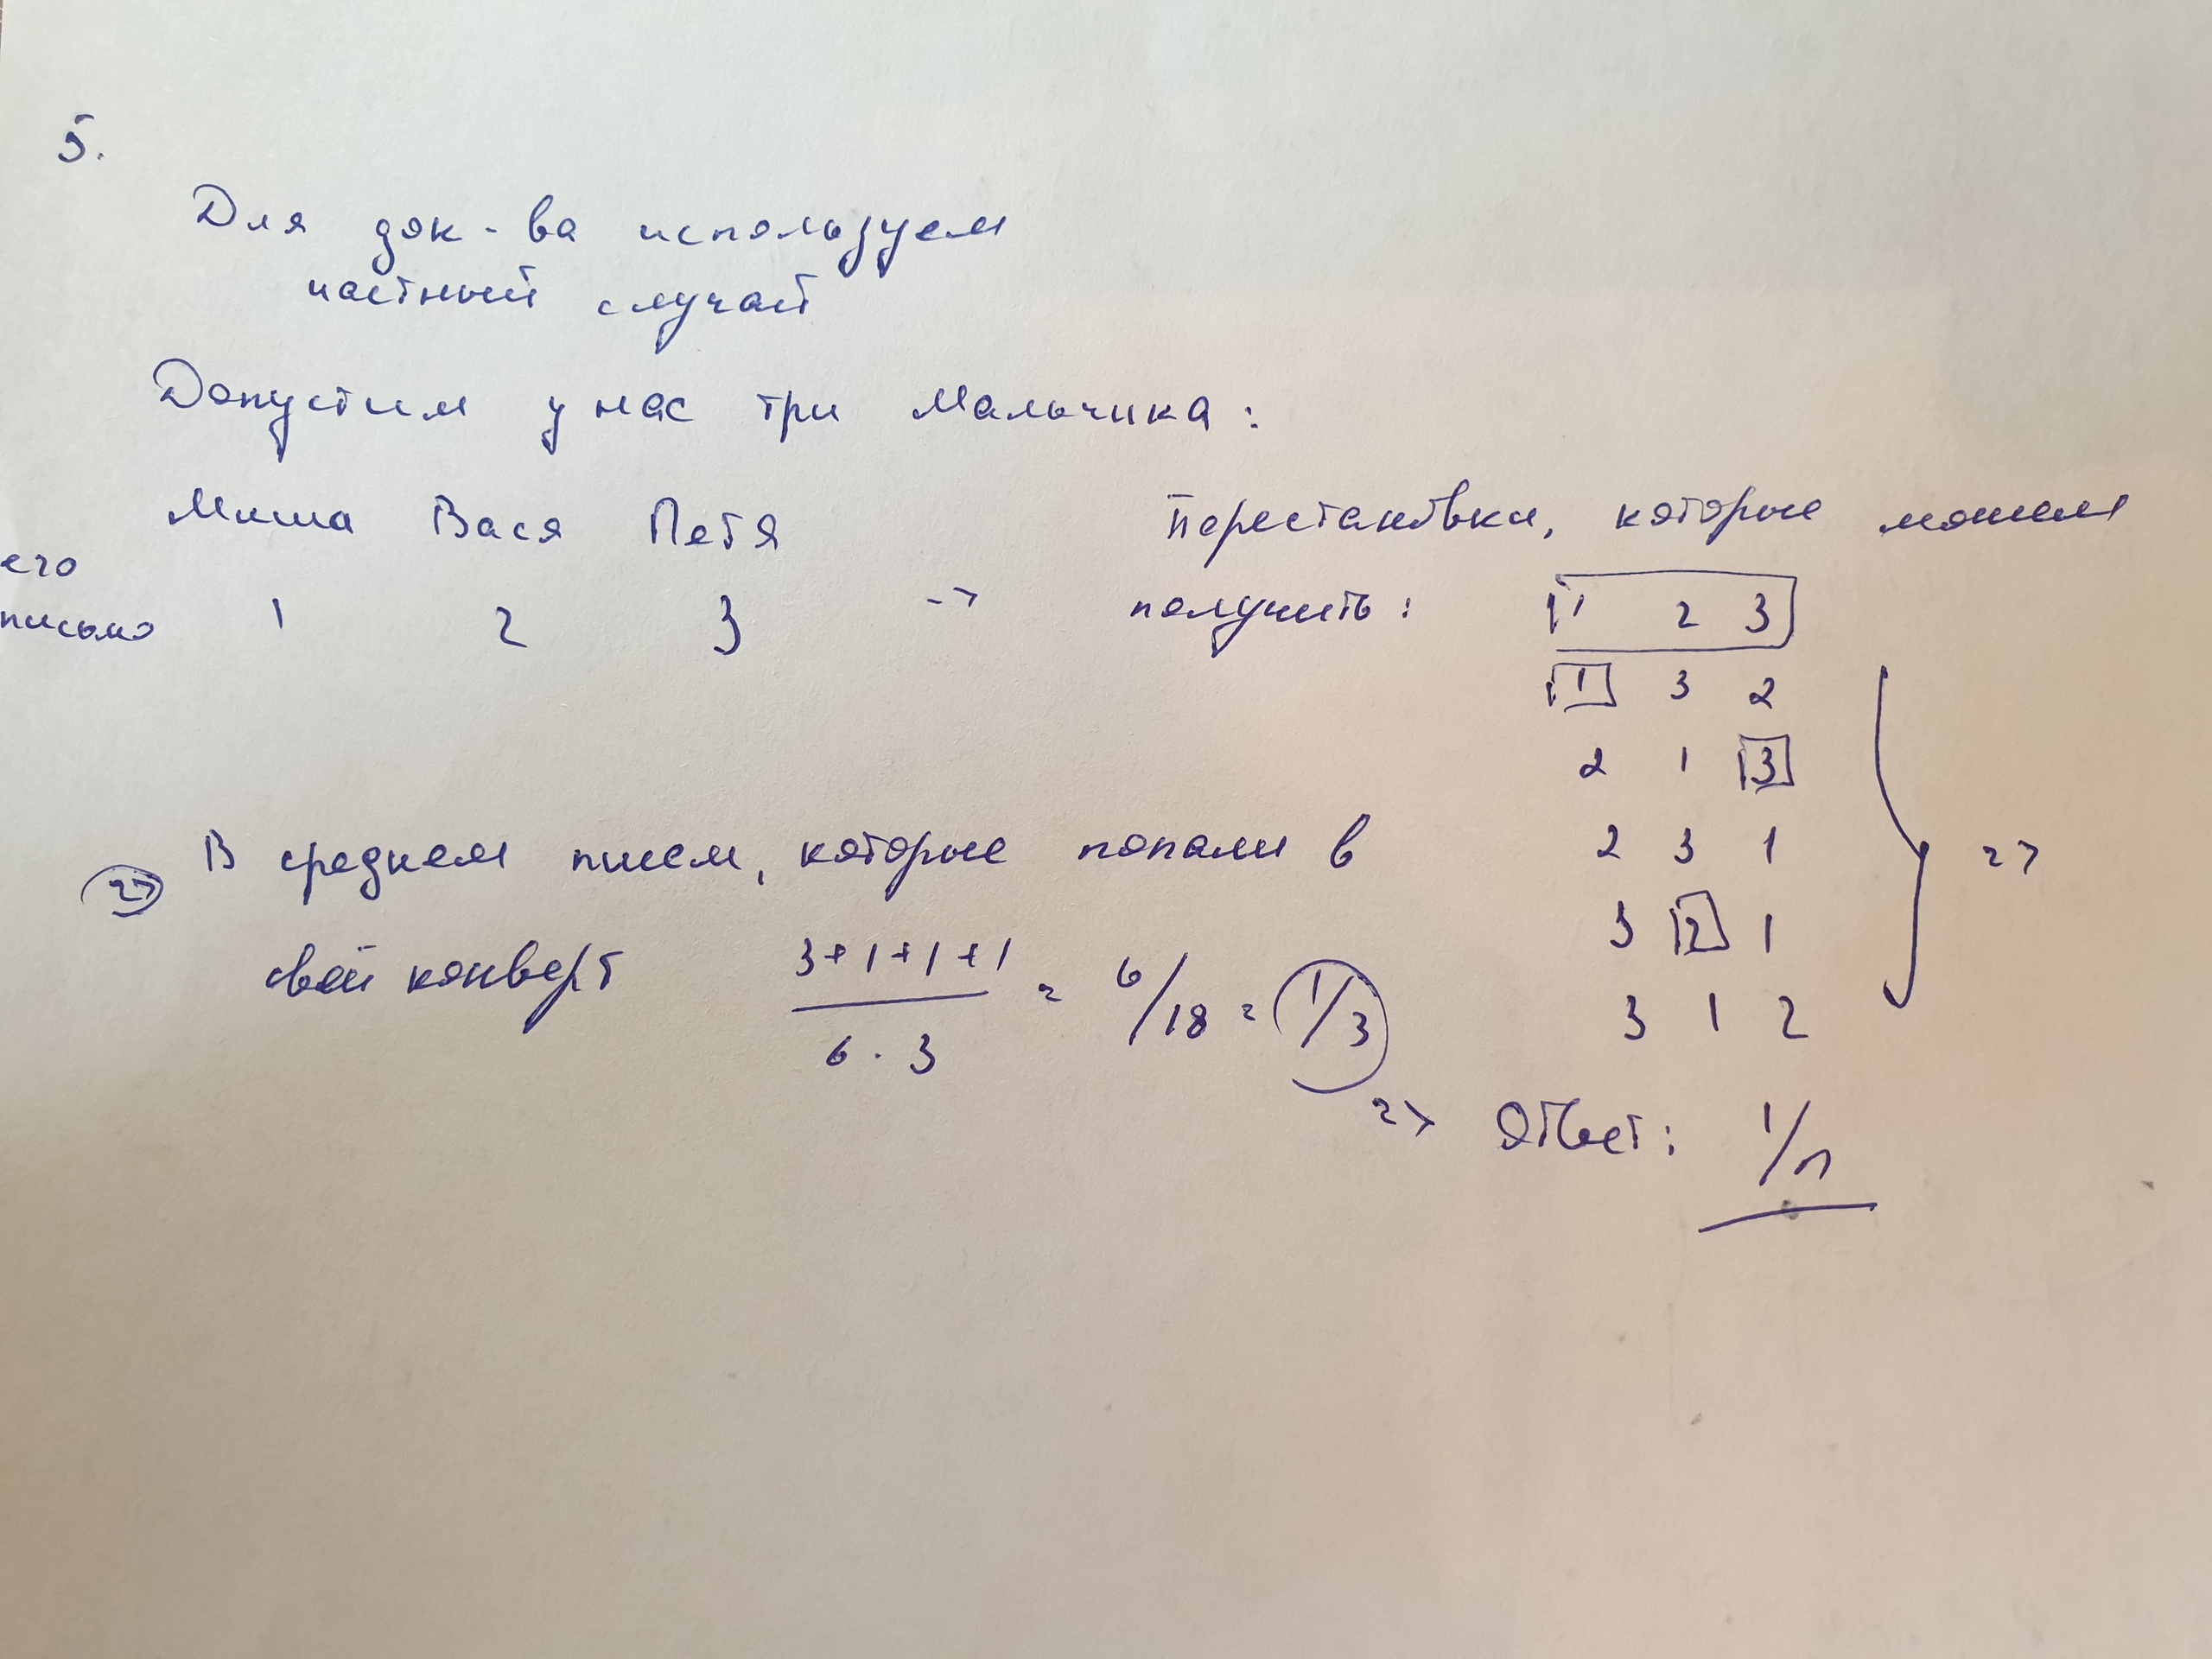 5.
Для док-ва используем
частный случай
Допустим у нас три мальчика:
Миша Вася Петя
его
письмо 1 2 3 ->
Перестановки, которые можем
получить: 1 2 3
1 3 2
2 1 3
2 3 1 =>
3 2 1
3 1 2
=> В среднем писем, которые попали в
свой конверт 3+1+1+1 / 6 · 3 = 6/18 = 1/3
=> Ответ: 1/n